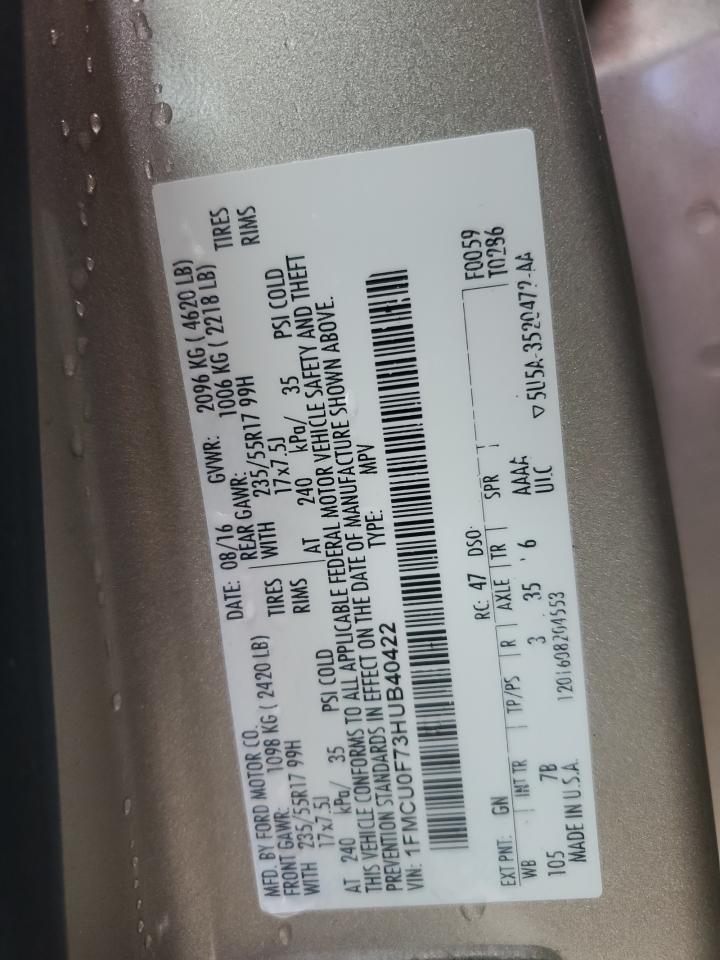 MFD. BY FORD MOTOR CO. DATE: 08/16 GVWR: 2096 KG ( 4620 LB)
FRONT GAWR: 1098 KG ( 2420 LB) REAR GAWR: 1006 KG ( 2218 LB)
WITH 235/55R17 99H TIRES WITH 235/55R17 99H TIRES
17x7.5J RIMS 17x7.5J RIMS
AT 240 kPa/ 35 PSI COLD AT 240 kPa/ 35 PSI COLD
THIS VEHICLE CONFORMS TO ALL APPLICABLE FEDERAL MOTOR VEHICLE SAFETY AND THEFT
PREVENTION STANDARDS IN EFFECT ON THE DATE OF MANUFACTURE SHOWN ABOVE.
VIN: 1FMCU0F73HUB40422 TYPE: MPV
EXT PNT: GN RC: 47 DSO: F0059
WB INT TR TP/PS R AXLE TR SPR T0286
105 7B 3 35 6 AAAA
MADE IN U.S.A. 1201608204553 UIC ▽5U5A-3520472-AA